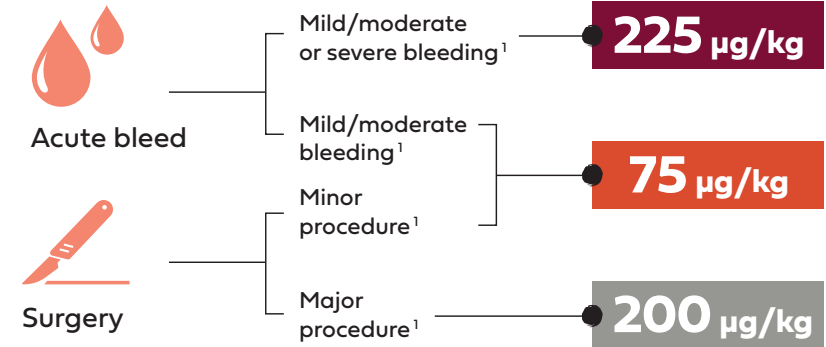 Acute bleed
Mild/moderate
or severe bleeding¹
225 µg/kg
Mild/moderate
bleeding¹
75 µg/kg
Surgery
Minor
procedure¹
Major
procedure¹
200 µg/kg